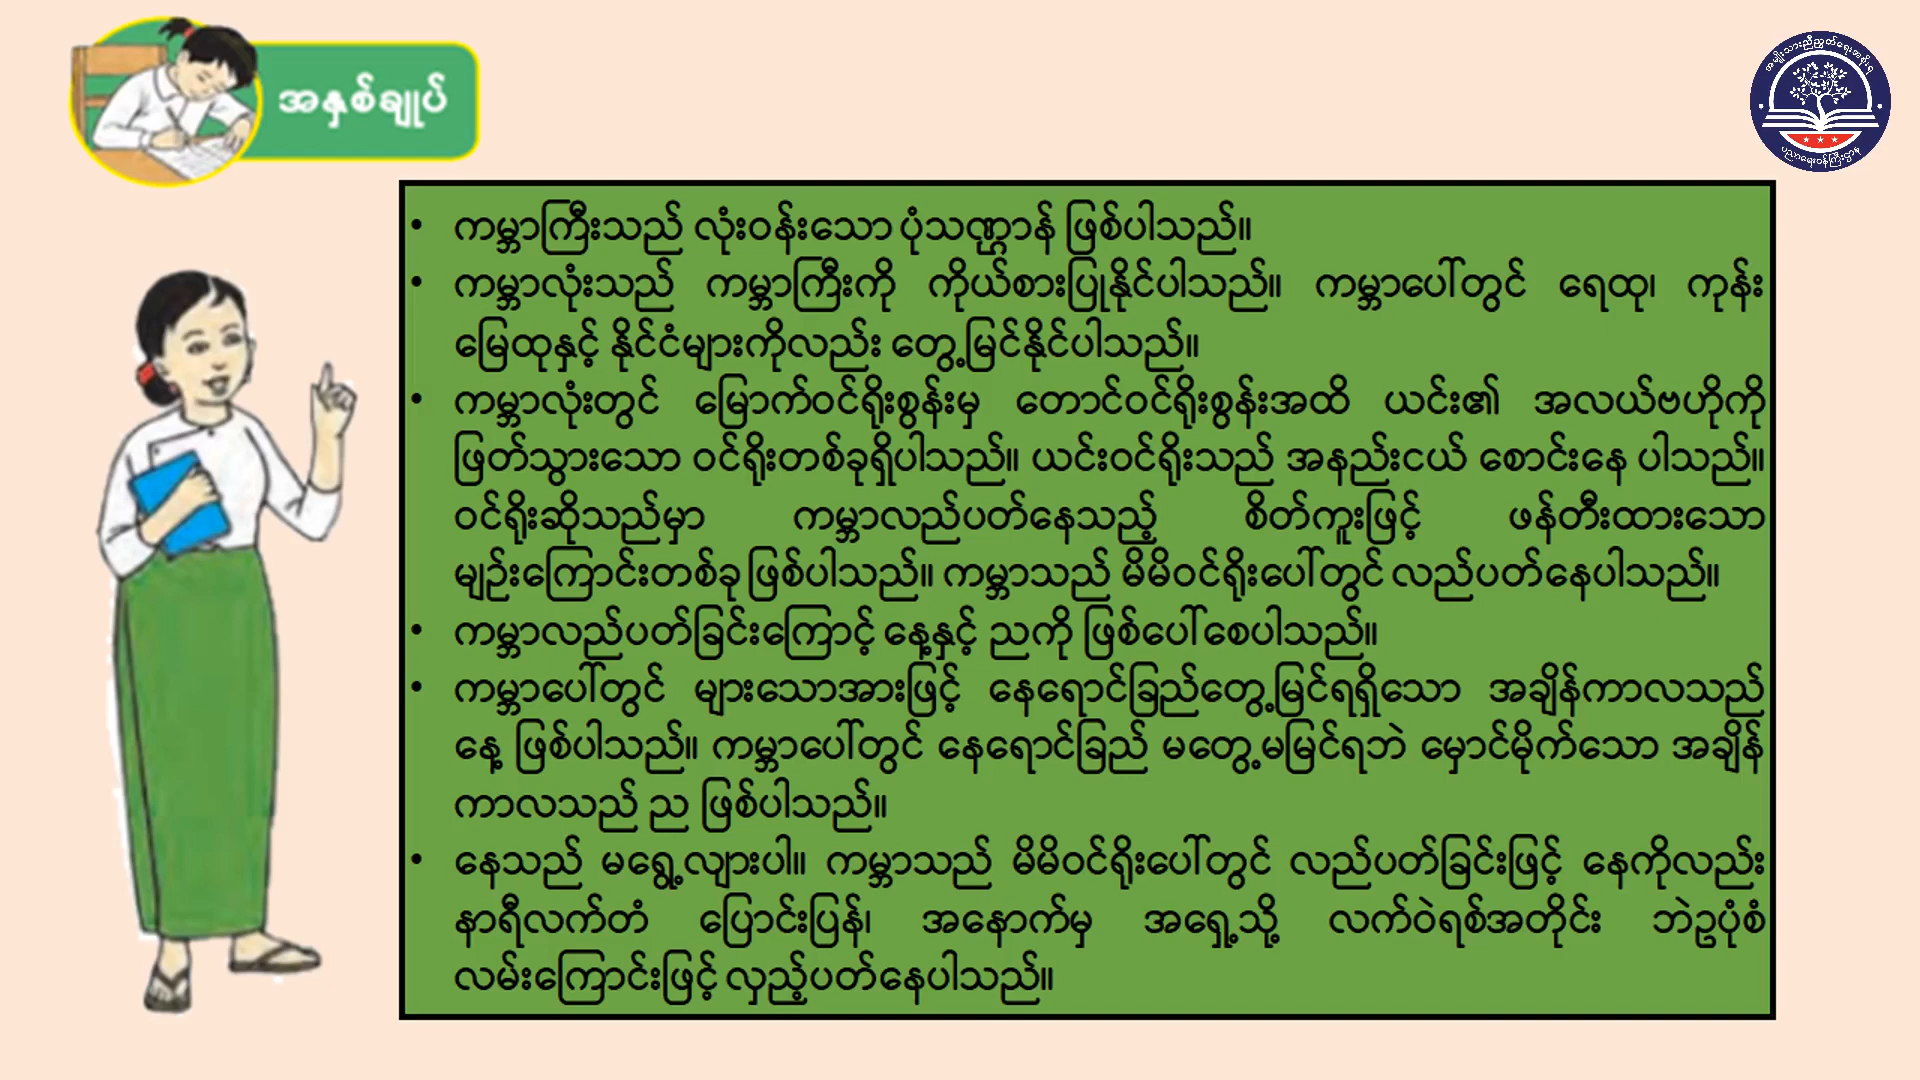 အနှစ်ချုပ်
အမျိုးသားညီညွတ်ရေးအစိုးရ
ပညာရေးဝန်ကြီးဌာန
• ကမ္ဘာကြီးသည် လုံးဝန်းသော ပုံသဏ္ဌာန် ဖြစ်ပါသည်။
• ကမ္ဘာလုံးသည် ကမ္ဘာကြီးကို ကိုယ်စားပြုနိုင်ပါသည်။ ကမ္ဘာပေါ်တွင် ရေထု၊ ကုန်း
မြေထုနှင့် နိုင်ငံများကိုလည်း တွေ့မြင်နိုင်ပါသည်။
• ကမ္ဘာလုံးတွင် မြောက်ဝင်ရိုးစွန်းမှ တောင်ဝင်ရိုးစွန်းအထိ ယင်း၏ အလယ်ဗဟိုကို
ဖြတ်သွားသော ဝင်ရိုးတစ်ခုရှိပါသည်။ ယင်းဝင်ရိုးသည် အနည်းငယ် စောင်းနေ ပါသည်။
ဝင်ရိုးဆိုသည်မှာ ကမ္ဘာလည်ပတ်နေသည့် စိတ်ကူးဖြင့် ဖန်တီးထားသော
မျဉ်းကြောင်းတစ်ခု ဖြစ်ပါသည်။ ကမ္ဘာသည် မိမိဝင်ရိုးပေါ်တွင် လည်ပတ်နေပါသည်။
• ကမ္ဘာလည်ပတ်ခြင်းကြောင့် နေ့နှင့် ညကို ဖြစ်ပေါ်စေပါသည်။
• ကမ္ဘာပေါ်တွင် များသောအားဖြင့် နေရောင်ခြည်တွေ့မြင်ရရှိသော အချိန်ကာလသည်
နေ့ ဖြစ်ပါသည်။ ကမ္ဘာပေါ်တွင် နေရောင်ခြည် မတွေ့မမြင်ရဘဲ မှောင်မိုက်သော အချိန်
ကာလသည် ည ဖြစ်ပါသည်။
• နေသည် မရွေ့လျားပါ။ ကမ္ဘာသည် မိမိဝင်ရိုးပေါ်တွင် လည်ပတ်ခြင်းဖြင့် နေကိုလည်း
နာရီလက်တံ ပြောင်းပြန်၊ အနောက်မှ အရှေ့သို့ လက်ဝဲရစ်အတိုင်း ဘဲဥပုံစံ
လမ်းကြောင်းဖြင့် လှည့်ပတ်နေပါသည်။